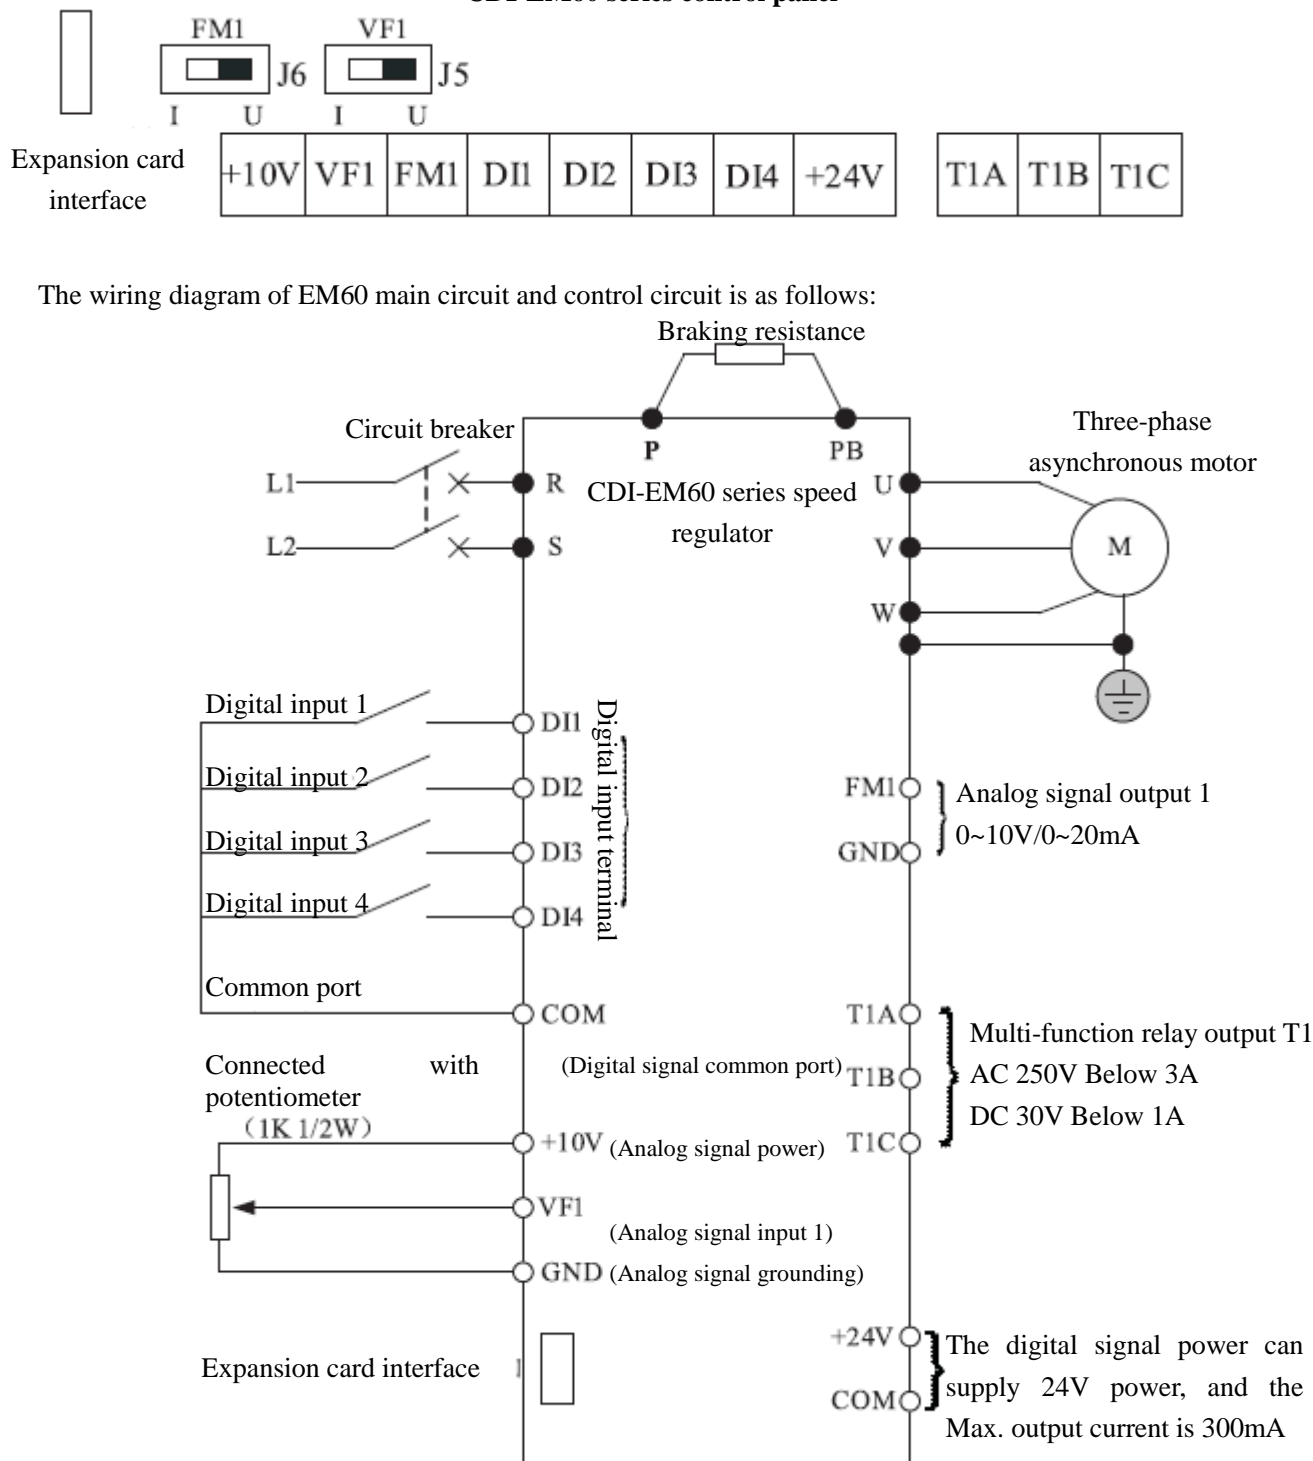 CDI-EM60 series control panel
FM1 VF1
J6 J5
I U I U
Expansion card
interface
+10V VF1 FM1 DI1 DI2 DI3 DI4 +24V T1A T1B T1C
The wiring diagram of EM60 main circuit and control circuit is as follows:
Braking resistance
Circuit breaker
P PB
Three-phase
asynchronous motor
L1 R
CDI-EM60 series speed
regulator
U
L2 S
V M
W
Digital input 1 DI1
Digital input 2 DI2
Digital input 3 DI3
Digital input 4 DI4
Digital input terminal
FM1
GND
Analog signal output 1
0~10V/0~20mA
Common port
COM
(Digital signal common port)
T1A
T1B
T1C
Multi-function relay output T1
AC 250V Below 3A
DC 30V Below 1A
Connected with
potentiometer
(1K 1/2W)
+10V (Analog signal power)
VF1
(Analog signal input 1)
GND (Analog signal grounding)
Expansion card interface
+24V
COM
The digital signal power can
supply 24V power, and the
Max. output current is 300mA